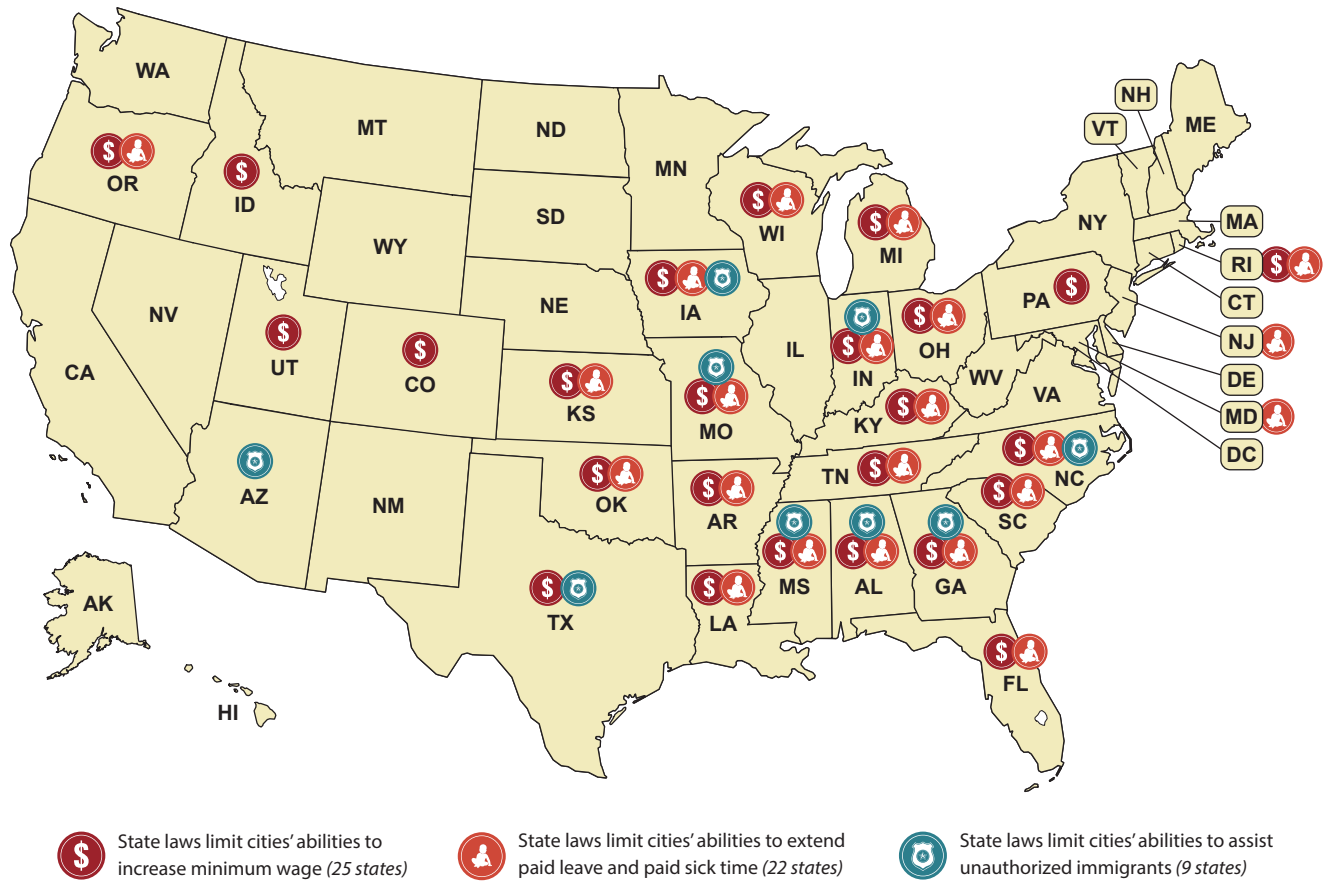 WA
MT
ND
MN
OR
ID
SD
WY
WI
MI
NH
VT
ME
NY
MA
RI
CT
NJ
DE
MD
DC
PA
IA
NE
NV
UT
CO
CA
IL
IN
OH
WV
VA
KS
MO
KY
AZ
NM
OK
AR
TN
NC
SC
TX
LA
MS
AL
GA
FL
AK
HI
State laws limit cities’ abilities to
increase minimum wage (25 states)
State laws limit cities’ abilities to extend
paid leave and paid sick time (22 states)
State laws limit cities’ abilities to assist
unauthorized immigrants (9 states)